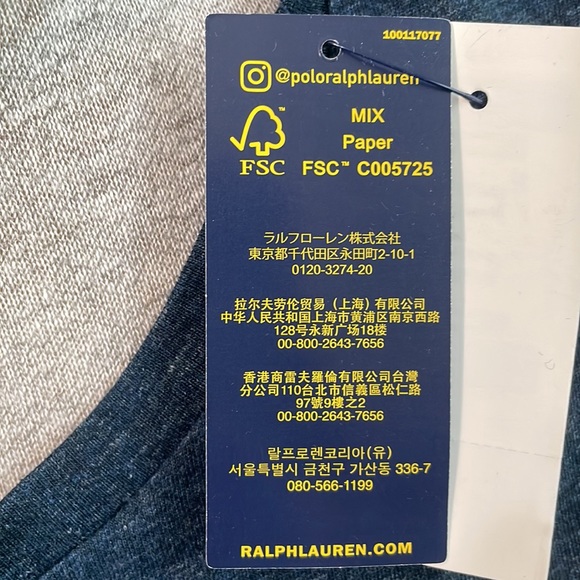 100117077
@poloralphlauren
™
FSC
MIX
Paper
FSC™ C005725
ラルフローレン株式会社
東京都千代田区永田町2-10-1
0120-3274-20
拉尔夫劳伦贸易（上海）有限公司
中华人民共和国上海市黄浦区南京西路
128号永新广场18楼
00-800-2643-7656
香港商雷夫羅倫有限公司台灣
分公司110台北市信義區松仁路
97號9樓之2
00-800-2643-7656
랄프로렌코리아(유)
서울특별시 금천구 가산동 336-7
080-566-1199
RALPHLAUREN.COM